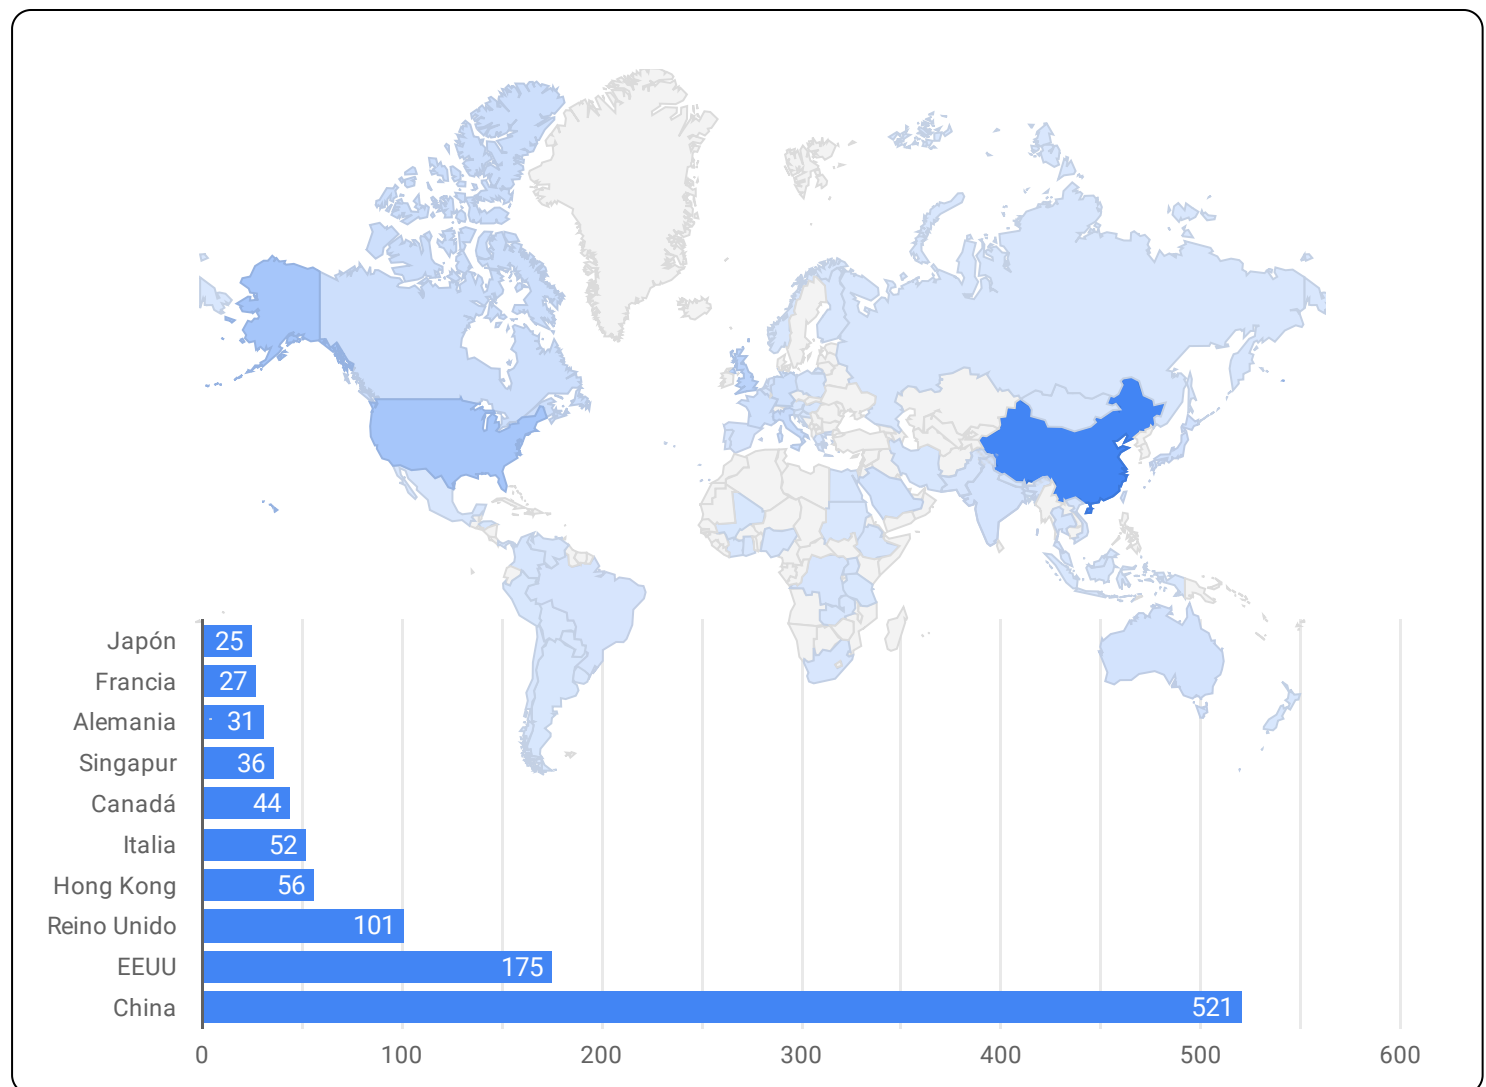 Japón 25
Francia 27
Alemania 31
Singapur 36
Canadá 44
Italia 52
Hong Kong 56
Reino Unido 101
EEUU 175
China 521
0 100 200 300 400 500 600